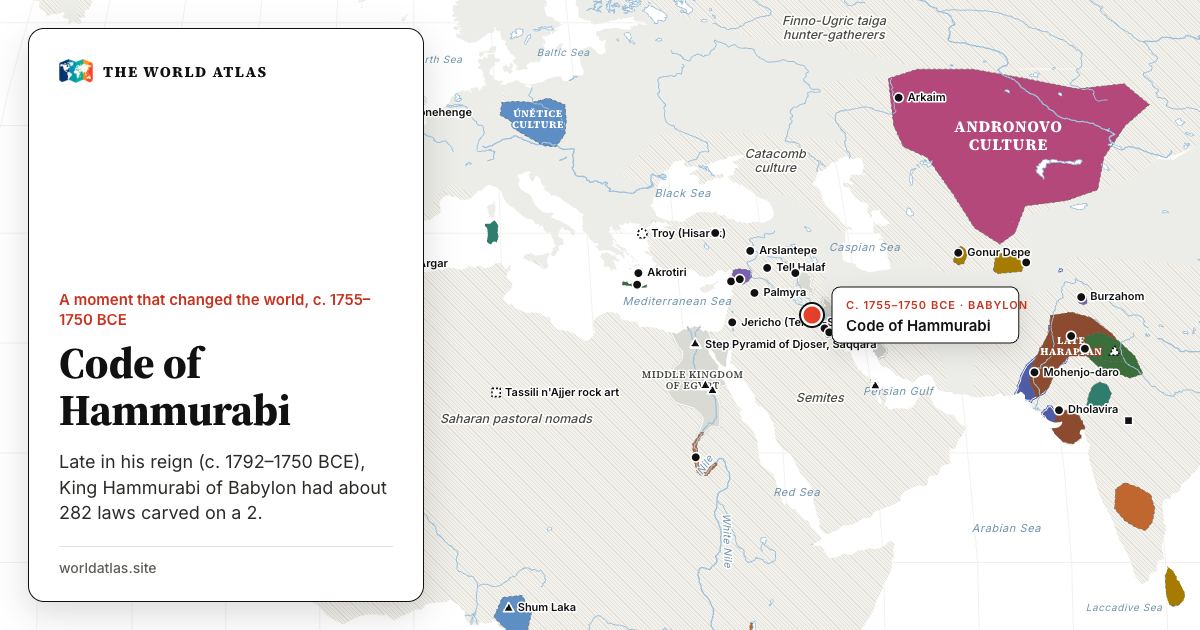 THE WORLD ATLAS
A moment that changed the world, c. 1755–
1750 BCE
Code of
Hammurabi
Late in his reign (c. 1792–1750 BCE),
King Hammurabi of Babylon had about
282 laws carved on a 2.
worldatlas.site
Finno-Ugric taiga
hunter-gatherers
Baltic Sea
rth Sea
Arkaim
onehenge
ÚNĚTICE
CULTURE
ANDRONOVO
CULTURE
Catacomb
culture
Black Sea
Troy (Hisar
Caspian Sea
Arslantepe
Gonur Depe
Argar
Akrotiri
Tell Halaf
Mediterranean Sea
Palmyra
Burzahom
C. 1755–1750 BCE · BABYLON
Code of Hammurabi
Jericho (Te
Step Pyramid of Djoser, Saqqara
LATE
HARAPPAN
MIDDLE KINGDOM
OF EGYPT
Mohenjo-daro
Tassili n'Ajjer rock art
Semites
Persian Gulf
Dholavira
Saharan pastoral nomads
Nile
Red Sea
White Nile
Arabian Sea
Shum Laka
Laccadive Sea